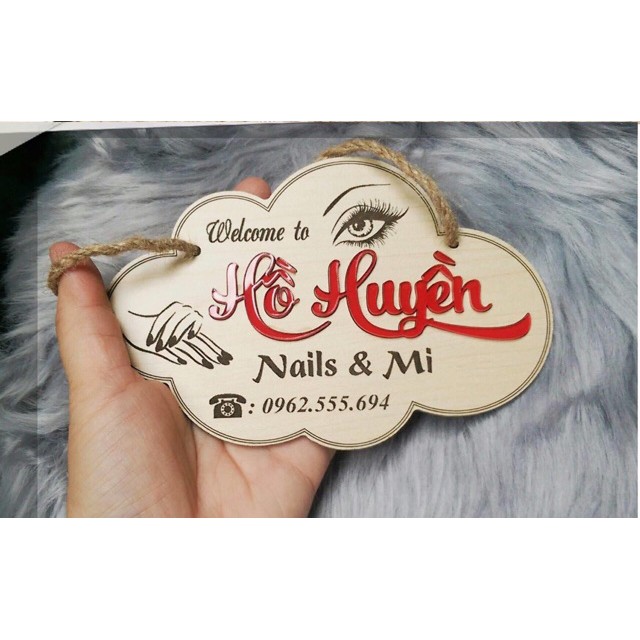 Welcome to
Hồ Huyền
Nails & Mi
: 0962.555.694